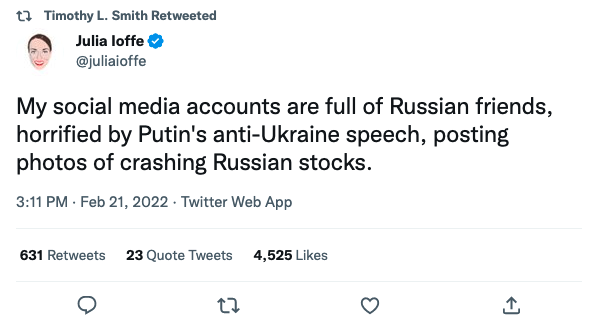 Timothy L. Smith Retweeted
Julia Ioffe
@juliaioffe
My social media accounts are full of Russian friends,
horrified by Putin's anti-Ukraine speech, posting
photos of crashing Russian stocks.
3:11 PM · Feb 21, 2022 · Twitter Web App
631 Retweets 23 Quote Tweets 4,525 Likes